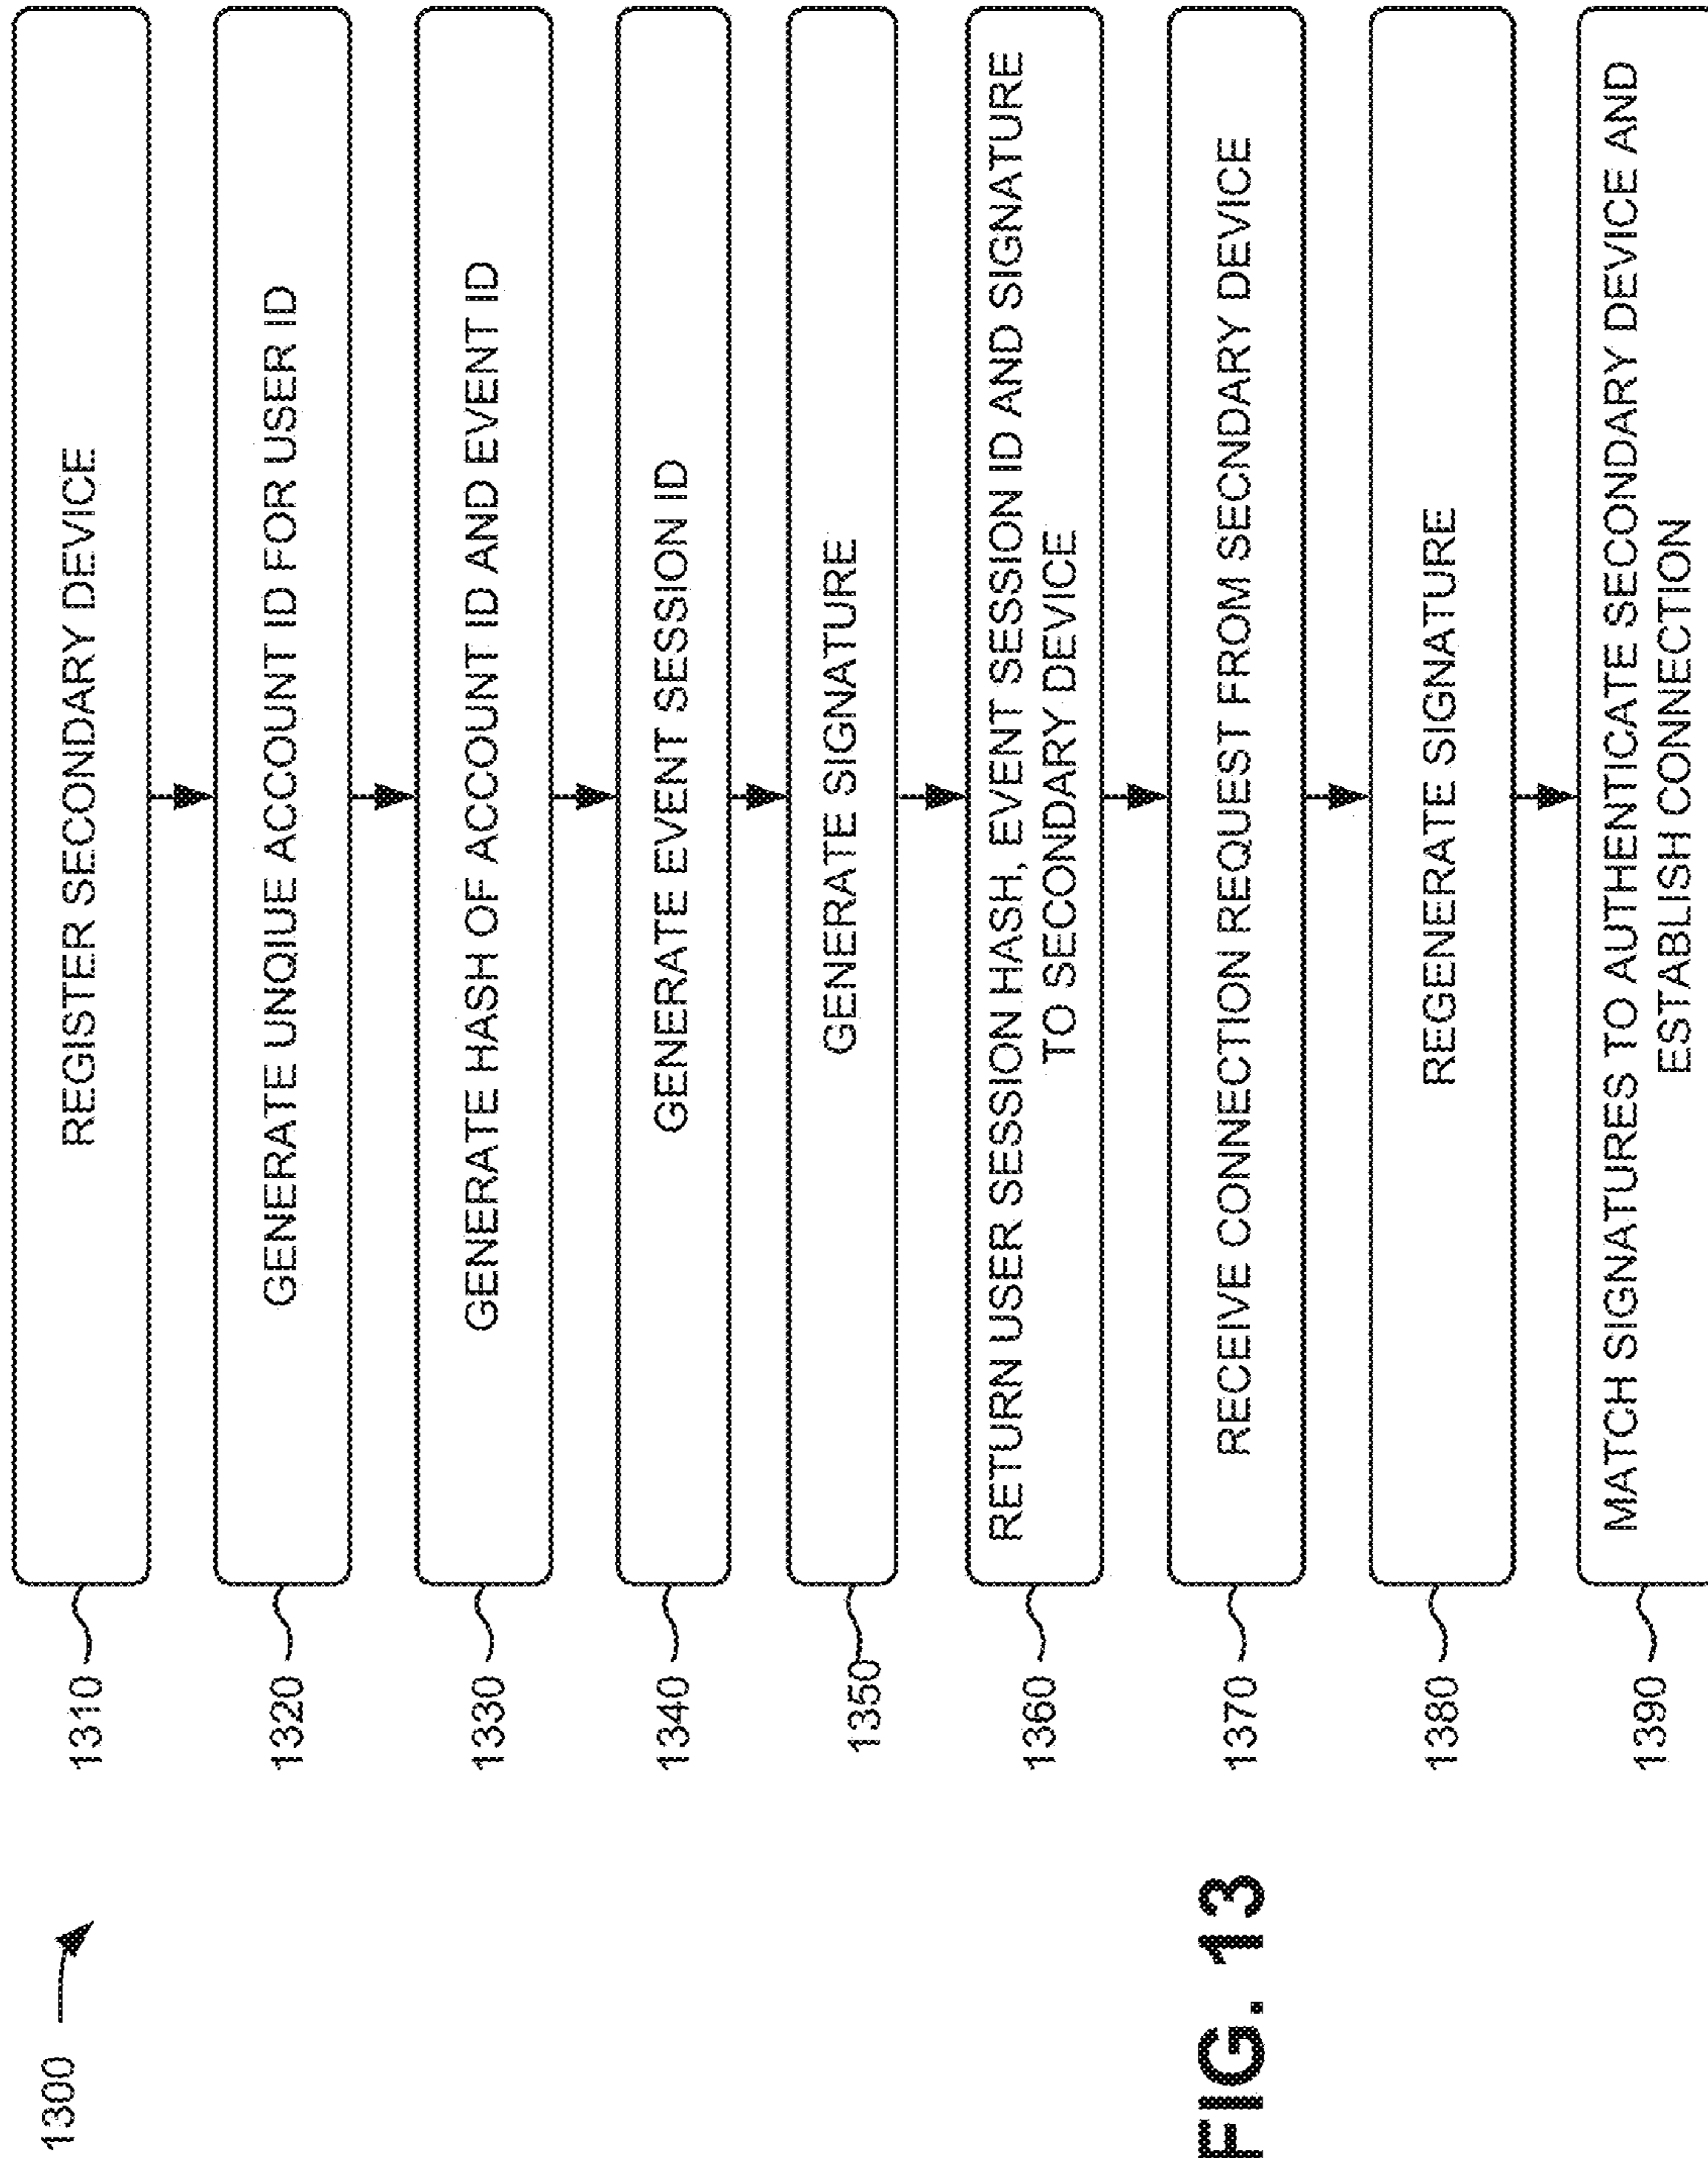 1300
1310
REGISTER SECONDARY DEVICE
1320
GENERATE UNQIUE ACCOUNT ID FOR USER ID
1330
GENERATE HASH OF ACCOUNT ID AND EVENT ID
1340
GENERATE EVENT SESSION ID
1350
GENERATE SIGNATURE
1360
RETURN USER SESSION HASH, EVENT SESSION ID AND SIGNATURE
TO SECONDARY DEVICE
1370
RECEIVE CONNECTION REQUEST FROM SECNDARY DEVICE
1380
REGENERATE SIGNATURE
1390
MATCH SIGNATURES TO AUTHENTICATE SECONDARY DEVICE AND
ESTABLISH CONNECTION
FIG. 13